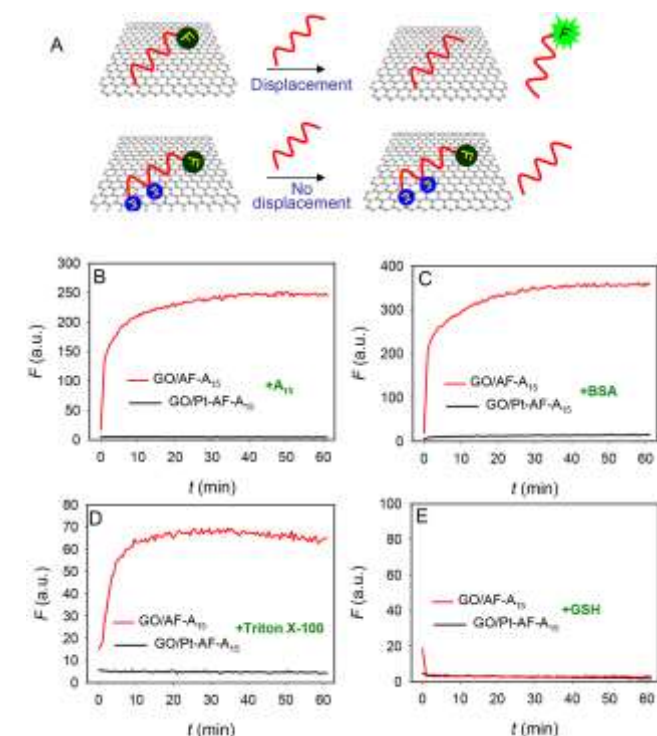 A
F
F
Displacement
F
F
No
displacement
B
300
250
200
150
100
50
0
F (a.u.)
GO/AF-A₁₅
GO/Pt-AF-A₁₅
+A₁₅
0 10 20 30 40 50 60
t (min)
C
400
300
200
100
0
F (a.u.)
GO/AF-A₁₅
GO/Pt-AF-A₁₅
+BSA
0 10 20 30 40 50 60
t (min)
D
80
70
60
50
40
30
20
10
0
F (a.u.)
GO/AF-A₁₅
GO/Pt-AF-A₁₅
+Triton X-100
0 10 20 30 40 50 60
t (min)
E
100
80
60
40
20
0
F (a.u.)
GO/AF-A₁₅
GO/Pt-AF-A₁₅
+GSH
0 10 20 30 40 50 60
t (min)